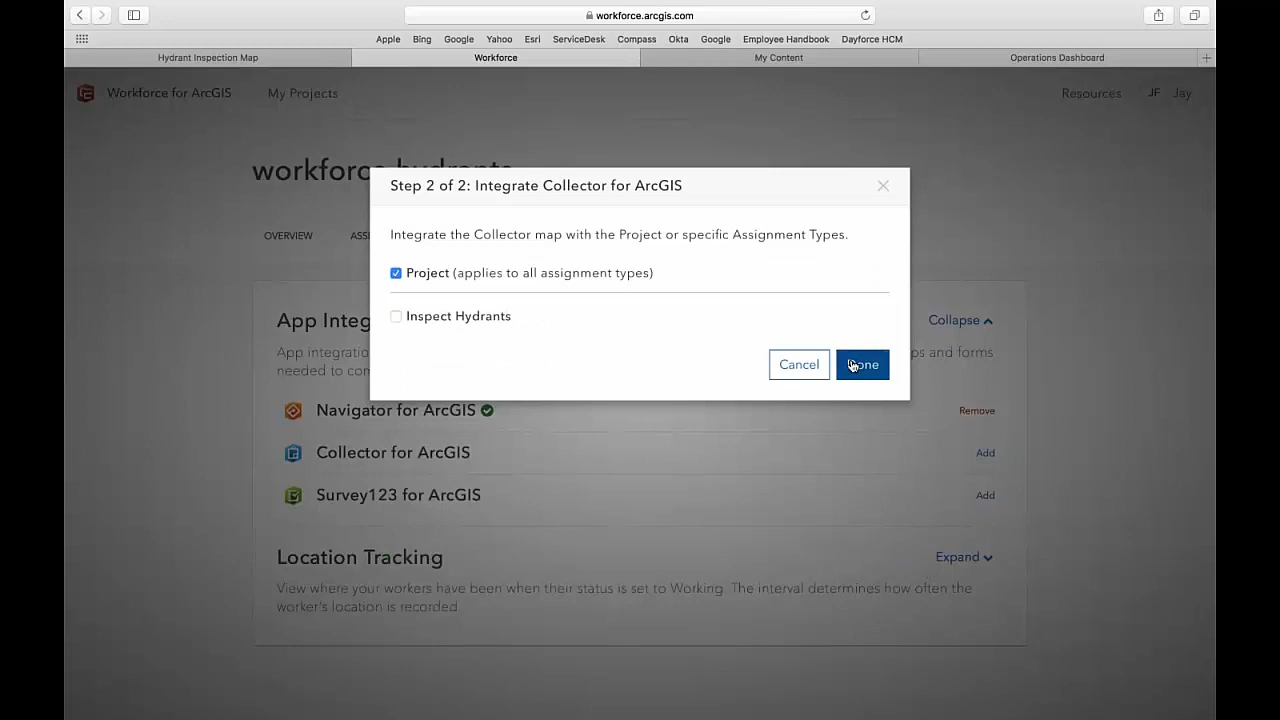 workforce.arcgis.com
Apple Bing Google Yahoo Esri ServiceDesk Compass Okta Google Employee Handbook Dayforce HCM
Hydrant Inspection Map Workforce My Content Operations Dashboard +
Workforce for ArcGIS My Projects Resources JF Jay
workforce hydrants
Step 2 of 2: Integrate Collector for ArcGIS
OVERVIEW
Integrate the Collector map with the Project or specific Assignment Types.
Project (applies to all assignment types)
Inspect Hydrants
Cancel
App Integ
Collapse
App integratio
ps and forms
needed to com
Navigator for ArcGIS Remove
Collector for ArcGIS Add
Survey123 for ArcGIS Add
Location Tracking Expand
View where your workers have been when their status is set to Working. The interval determines how often the
worker's location is recorded.